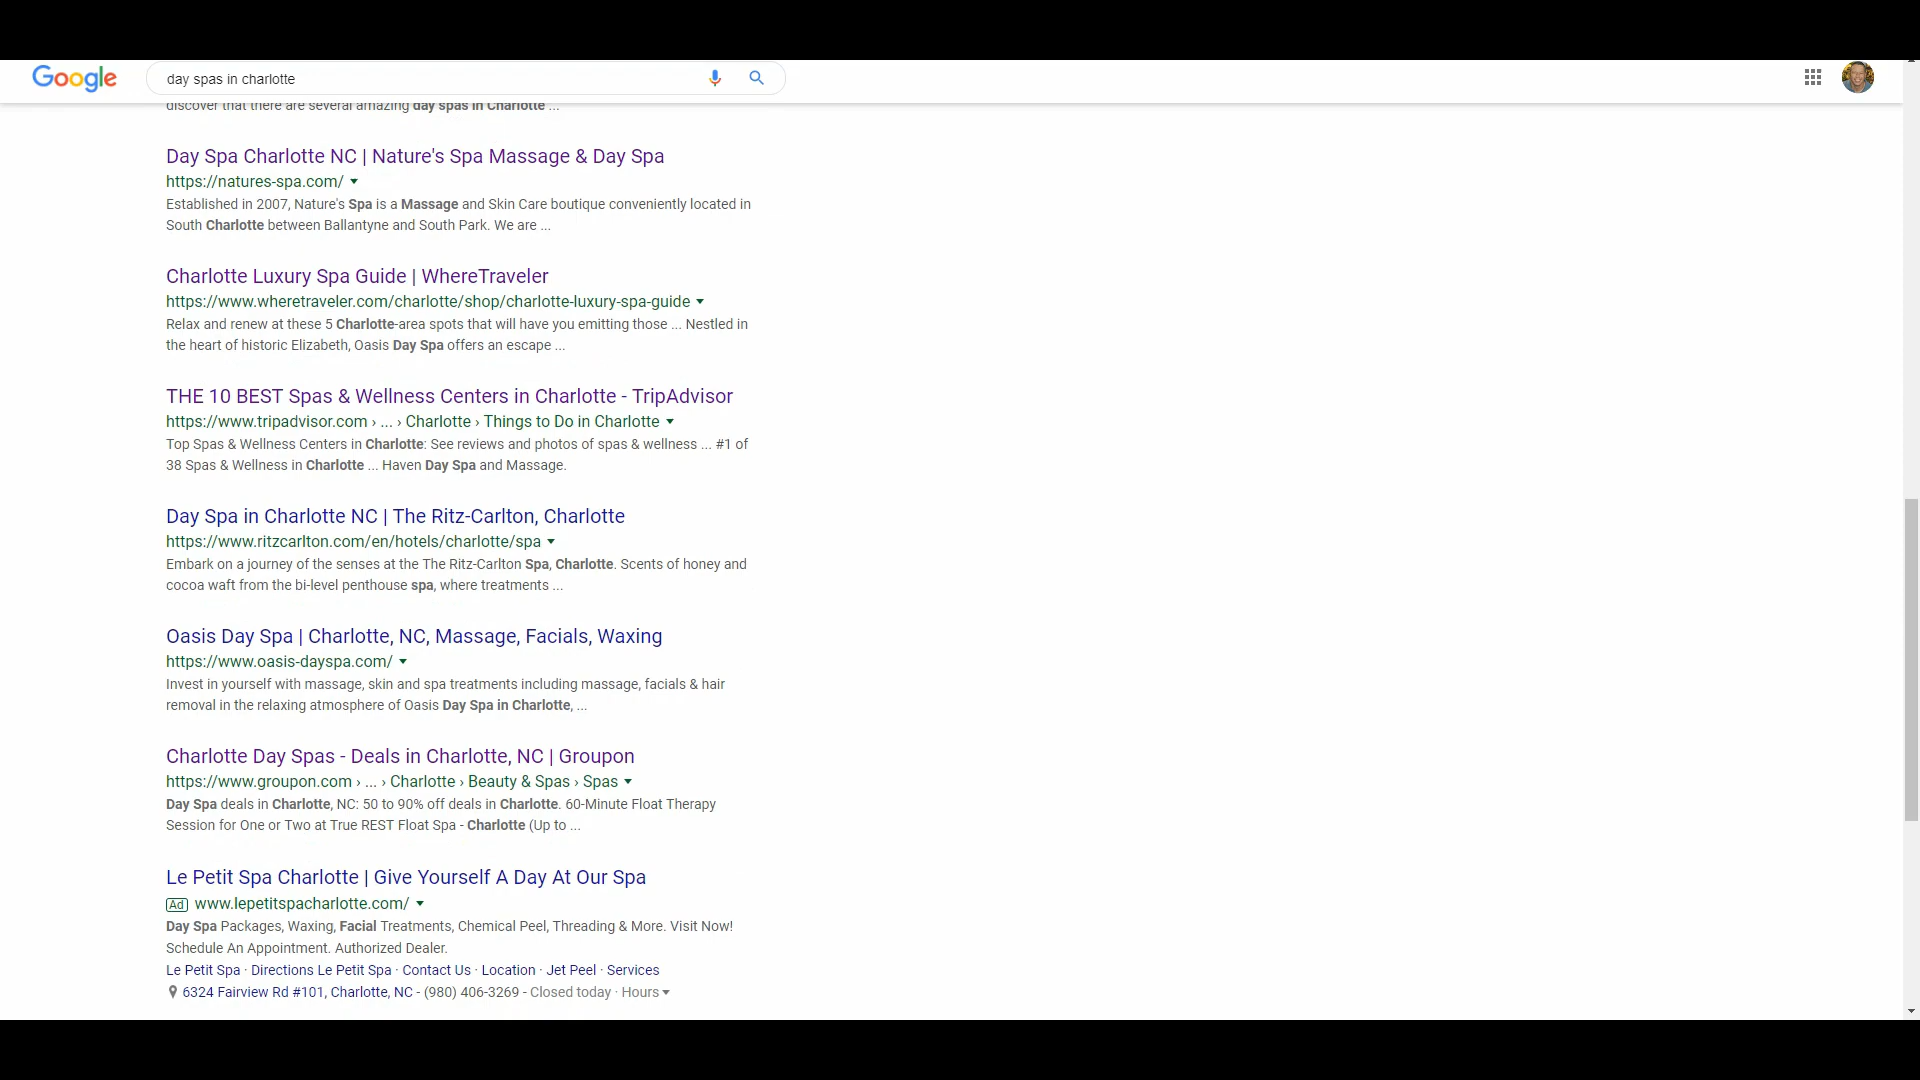 Google
day spas in charlotte
discover that there are several amazing day spas in Charlotte ...
Day Spa Charlotte NC | Nature's Spa Massage & Day Spa
https://natures-spa.com/
Established in 2007, Nature's Spa is a Massage and Skin Care boutique conveniently located in
South Charlotte between Ballantyne and South Park. We are ...
Charlotte Luxury Spa Guide | WhereTraveler
https://www.wheretraveler.com/charlotte/shop/charlotte-luxury-spa-guide
Relax and renew at these 5 Charlotte-area spots that will have you emitting those ... Nestled in
the heart of historic Elizabeth, Oasis Day Spa offers an escape ...
THE 10 BEST Spas & Wellness Centers in Charlotte - TripAdvisor
https://www.tripadvisor.com › ... › Charlotte › Things to Do in Charlotte
Top Spas & Wellness Centers in Charlotte: See reviews and photos of spas & wellness ... #1 of
38 Spas & Wellness in Charlotte ... Haven Day Spa and Massage.
Day Spa in Charlotte NC | The Ritz-Carlton, Charlotte
https://www.ritzcarlton.com/en/hotels/charlotte/spa
Embark on a journey of the senses at the The Ritz-Carlton Spa, Charlotte. Scents of honey and
cocoa waft from the bi-level penthouse spa, where treatments ...
Oasis Day Spa | Charlotte, NC, Massage, Facials, Waxing
https://www.oasis-dayspa.com/
Invest in yourself with massage, skin and spa treatments including massage, facials & hair
removal in the relaxing atmosphere of Oasis Day Spa in Charlotte, ...
Charlotte Day Spas - Deals in Charlotte, NC | Groupon
https://www.groupon.com › ... › Charlotte › Beauty & Spas › Spas
Day Spa deals in Charlotte, NC: 50 to 90% off deals in Charlotte. 60-Minute Float Therapy
Session for One or Two at True REST Float Spa - Charlotte (Up to ...
Le Petit Spa Charlotte | Give Yourself A Day At Our Spa
Ad www.lepetitspacharlotte.com/
Day Spa Packages, Waxing, Facial Treatments, Chemical Peel, Threading & More. Visit Now!
Schedule An Appointment. Authorized Dealer.
Le Petit Spa · Directions Le Petit Spa · Contact Us · Location · Jet Peel · Services
6324 Fairview Rd #101, Charlotte, NC - (980) 406-3269 - Closed today · Hours